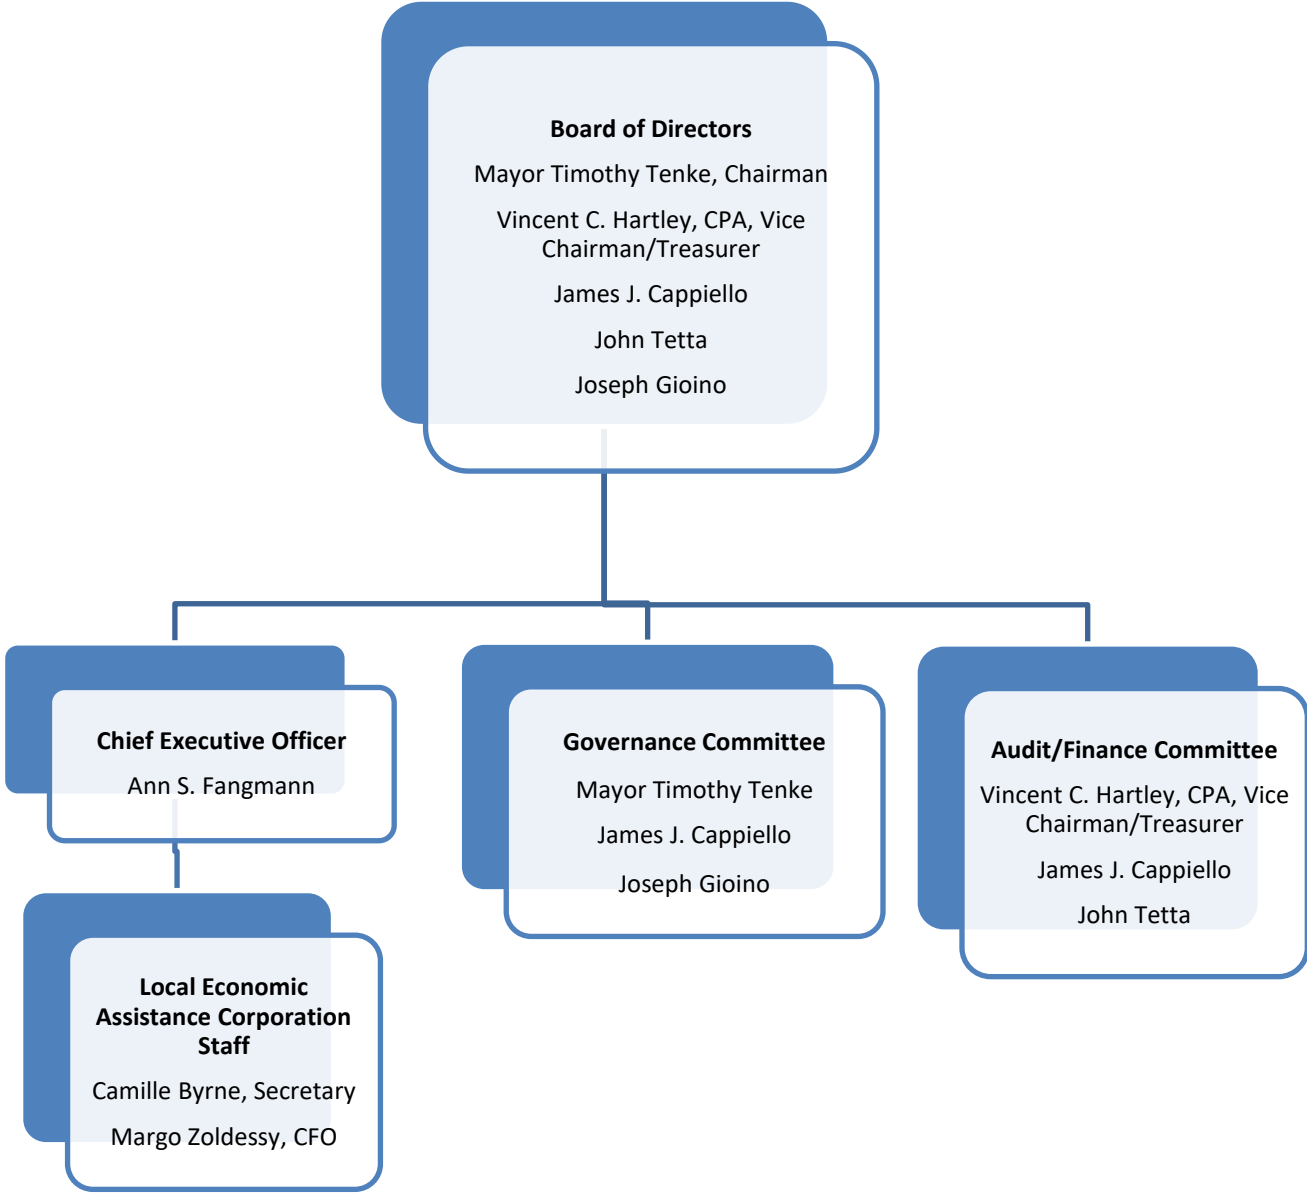 Board of Directors
Mayor Timothy Tenke, Chairman
Vincent C. Hartley, CPA, Vice
Chairman/Treasurer
James J. Cappiello
John Tetta
Joseph Gioino
Chief Executive Officer
Ann S. Fangmann
Local Economic
Assistance Corporation
Staff
Camille Byrne, Secretary
Margo Zoldessy, CFO
Governance Committee
Mayor Timothy Tenke
James J. Cappiello
Joseph Gioino
Audit/Finance Committee
Vincent C. Hartley, CPA, Vice
Chairman/Treasurer
James J. Cappiello
John Tetta